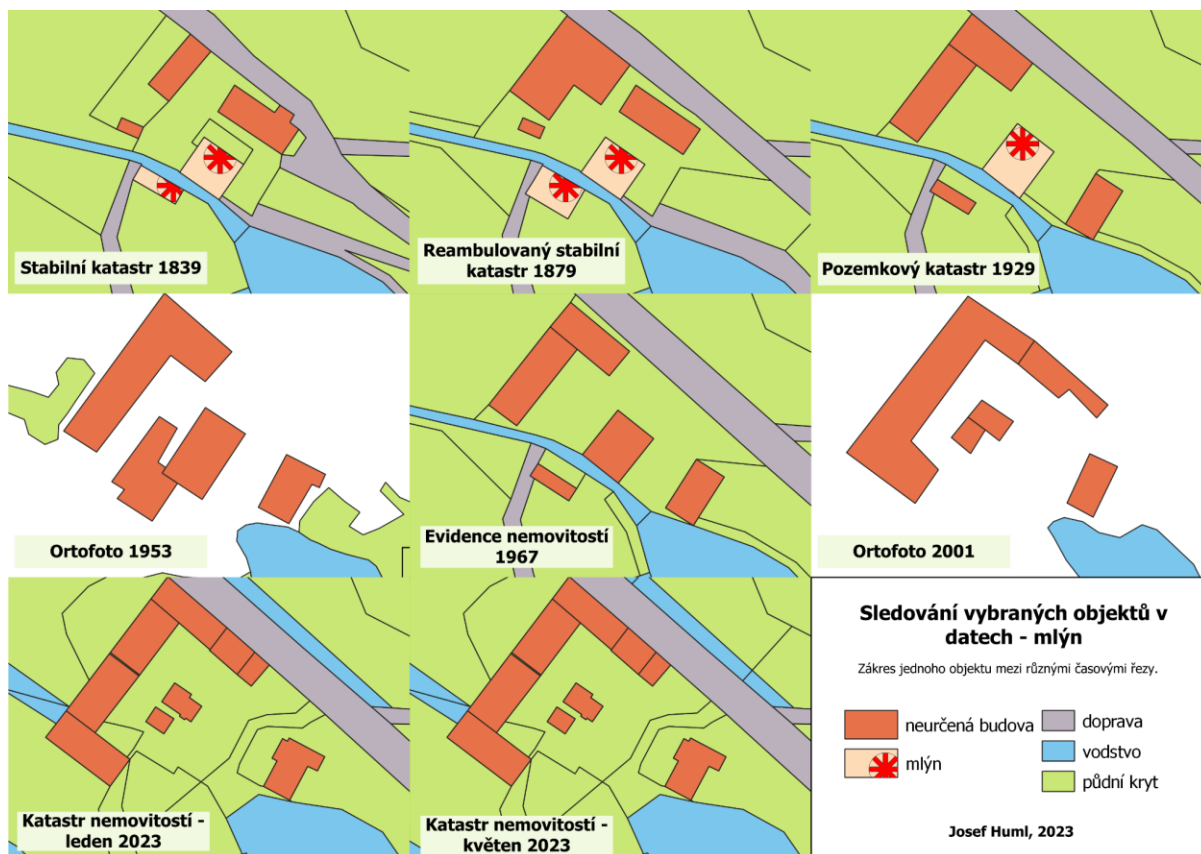 Stabilní katastr 1839
Reambulovaný stabilní
katastr 1879
Pozemkový katastr 1929
Ortofoto 1953
Evidence nemovitostí
1967
Ortofoto 2001
Katastr nemovitostí -
leden 2023
Katastr nemovitostí -
květen 2023
Sledování vybraných objektů v
datech - mlýn
Zákres jednoho objektu mezi různými časovými řezy.
neurčená budova
mlýn
doprava
vodstvo
půdní kryt
Josef Huml, 2023